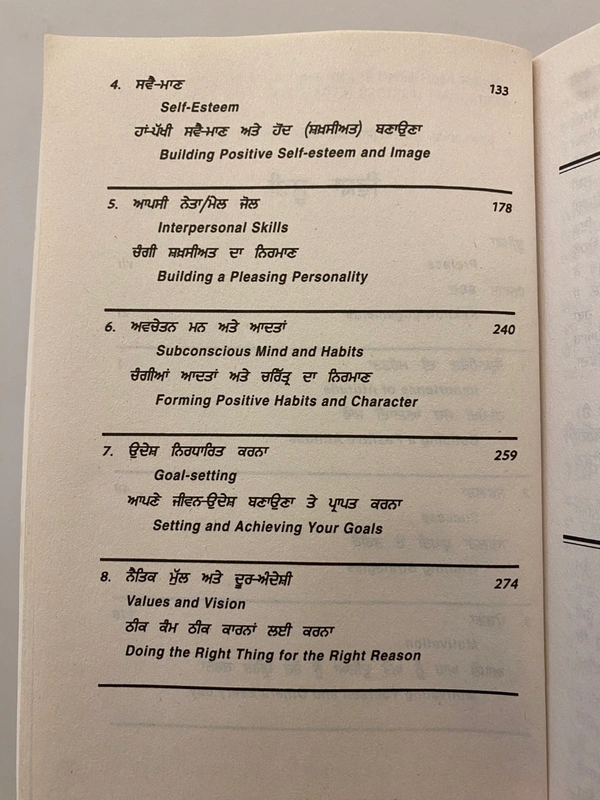 4. ਸਵੈ-ਮਾਣ 133
Self-Esteem
ਹਾਂ-ਪੱਖੀ ਸਵੈ-ਮਾਣ ਅਤੇ ਹੋਂਦ (ਸ਼ਖ਼ਸੀਅਤ) ਬਣਾਉਣਾ
Building Positive Self-esteem and Image
5. ਆਪਸੀ ਨੇਤਾ/ਮੇਲ ਜੋਲ 178
Interpersonal Skills
ਚੰਗੀ ਸ਼ਖ਼ਸੀਅਤ ਦਾ ਨਿਰਮਾਣ
Building a Pleasing Personality
6. ਅਵਚੇਤਨ ਮਨ ਅਤੇ ਆਦਤਾਂ 240
Subconscious Mind and Habits
ਚੰਗੀਆਂ ਆਦਤਾਂ ਅਤੇ ਚਰਿੱਤ੍ਰ ਦਾ ਨਿਰਮਾਣ
Forming Positive Habits and Character
7. ਉਦੇਸ਼ ਨਿਰਧਾਰਿਤ ਕਰਨਾ 259
Goal-setting
ਆਪਣੇ ਜੀਵਨ-ਉਦੇਸ਼ ਬਣਾਉਣਾ ਤੇ ਪ੍ਰਾਪਤ ਕਰਨਾ
Setting and Achieving Your Goals
8. ਨੈਤਿਕ ਮੁੱਲ ਅਤੇ ਦੂਰ-ਅੰਦੇਸ਼ੀ 274
Values and Vision
ਠੀਕ ਕੰਮ ਠੀਕ ਕਾਰਨਾਂ ਲਈ ਕਰਨਾ
Doing the Right Thing for the Right Reason